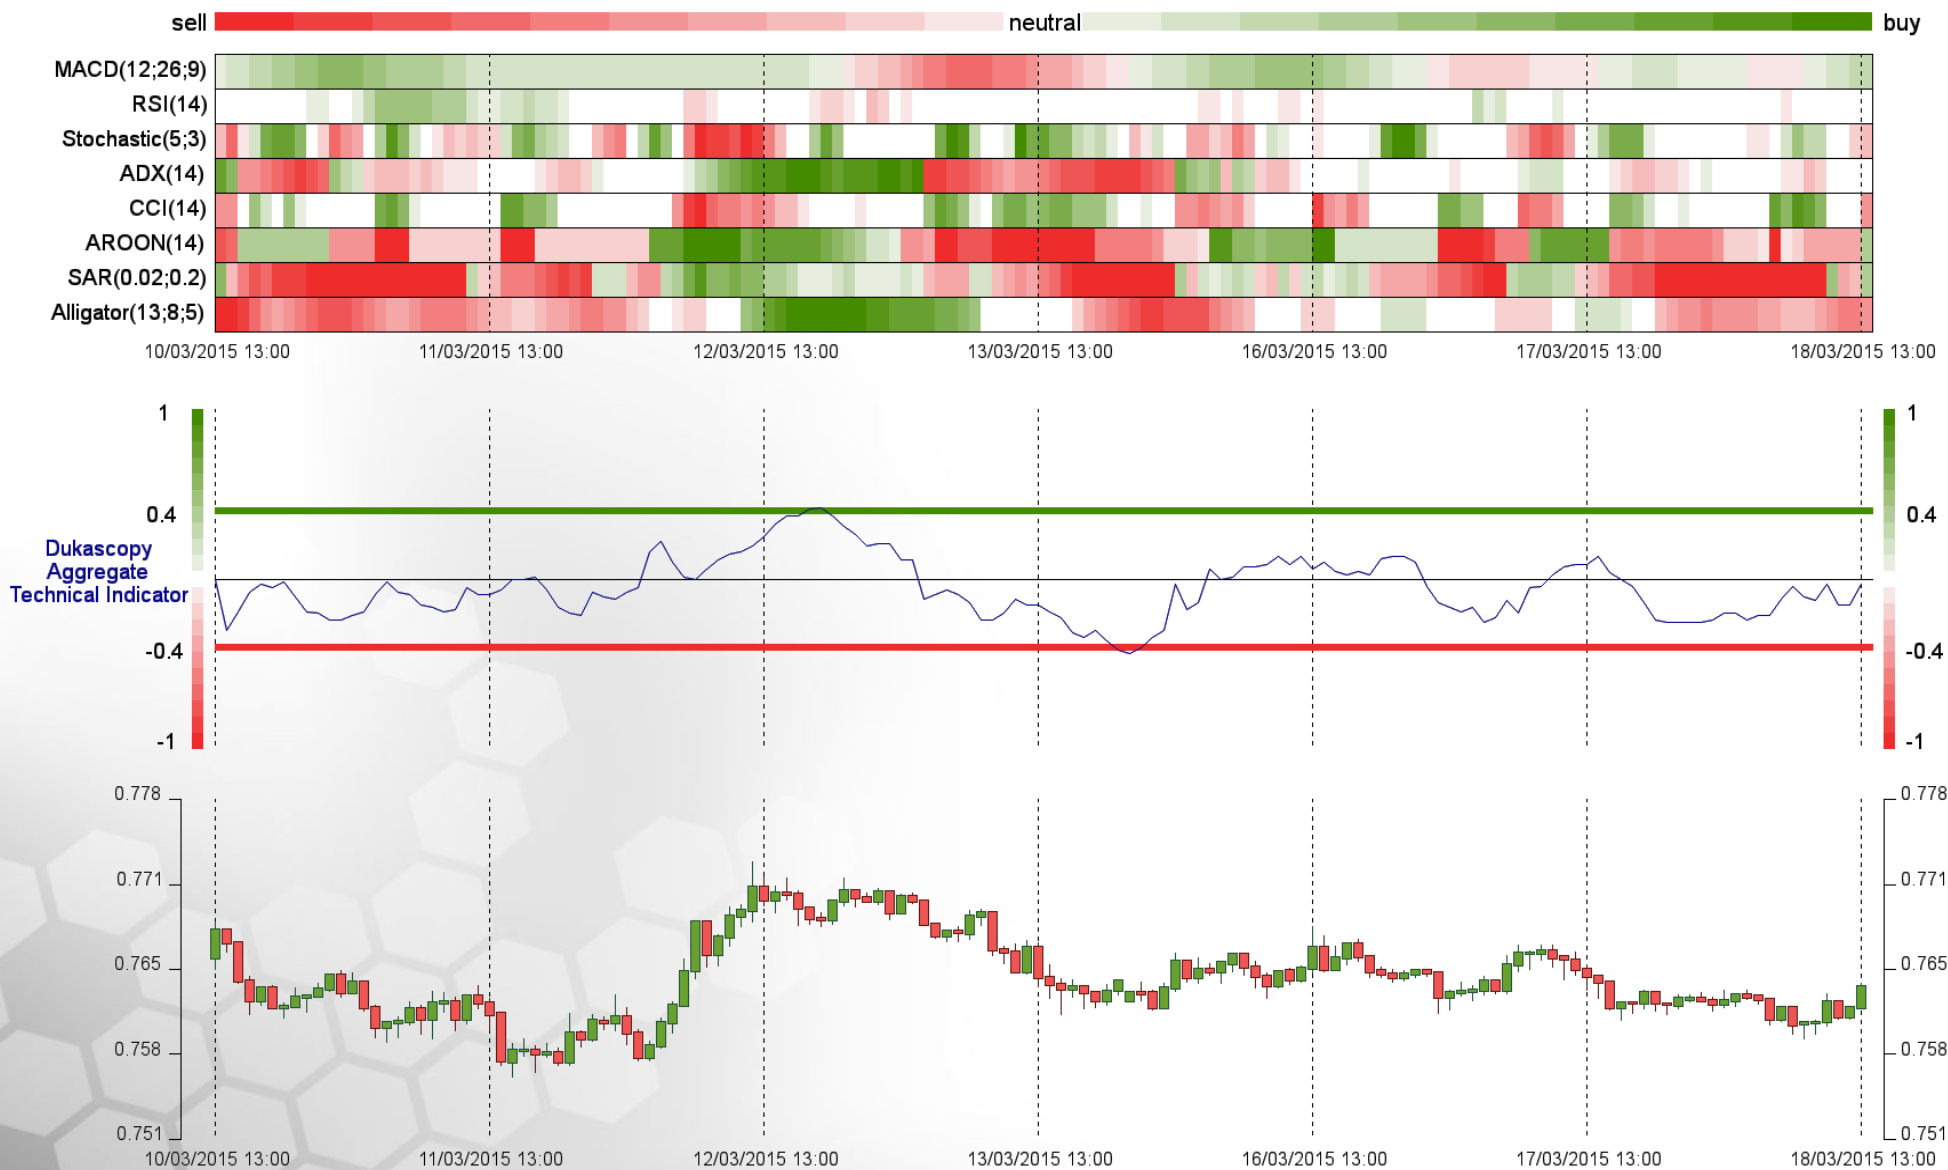 sell neutral buy
MACD(12;26;9)
RSI(14)
Stochastic(5;3)
ADX(14)
CCI(14)
AROON(14)
SAR(0.02;0.2)
Alligator(13;8;5)
10/03/2015 13:00 11/03/2015 13:00 12/03/2015 13:00 13/03/2015 13:00 16/03/2015 13:00 17/03/2015 13:00 18/03/2015 13:00
1 1
0.4 0.4
Dukascopy
Aggregate
Technical Indicator
-0.4 -0.4
-1 -1
0.778 0.778
0.771 0.771
0.765 0.765
0.758 0.758
0.751 0.751
10/03/2015 13:00 11/03/2015 13:00 12/03/2015 13:00 13/03/2015 13:00 16/03/2015 13:00 17/03/2015 13:00 18/03/2015 13:00